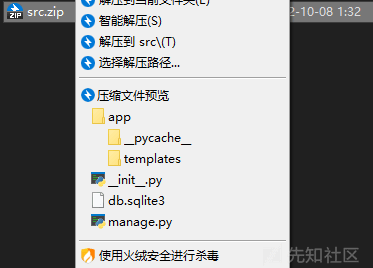 src.zip
2-10-08 1:32
智能解压(S)
解压到 src\(T)
选择解压路径...
压缩文件预览
app
__pycache__
templates
__init__.py
db.sqlite3
manage.py
使用火绒安全进行杀毒
先知社区